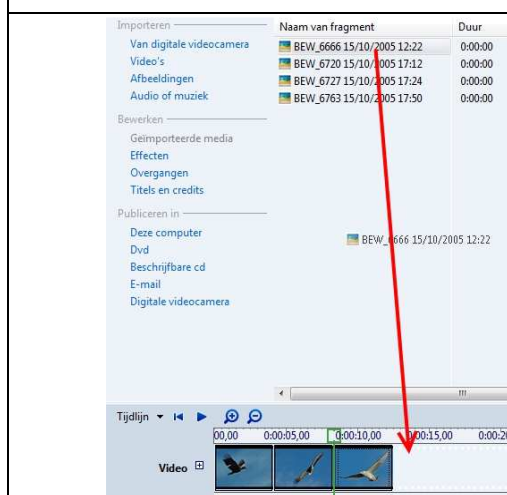 Importeren
Van digitale videocamera
Video's
Afbeeldingen
Audio of muziek
Bewerken
Geïmporteerde media
Effecten
Overgangen
Titels en credits
Publiceren in
Deze computer
Dvd
Beschrijfbare cd
E-mail
Digitale videocamera
Naam van fragment Duur
BEW_6666 15/10/2005 12:22 0:00:00
BEW_6720 15/10/2005 17:12 0:00:00
BEW_6727 15/10/2005 17:24 0:00:00
BEW_6763 15/10/2005 17:50 0:00:00
BEW_6666 15/10/2005 12:22
Tijdlijn
00,00 0:00:05,00 0:00:10,00 0:00:15,00 0:00:2
Video